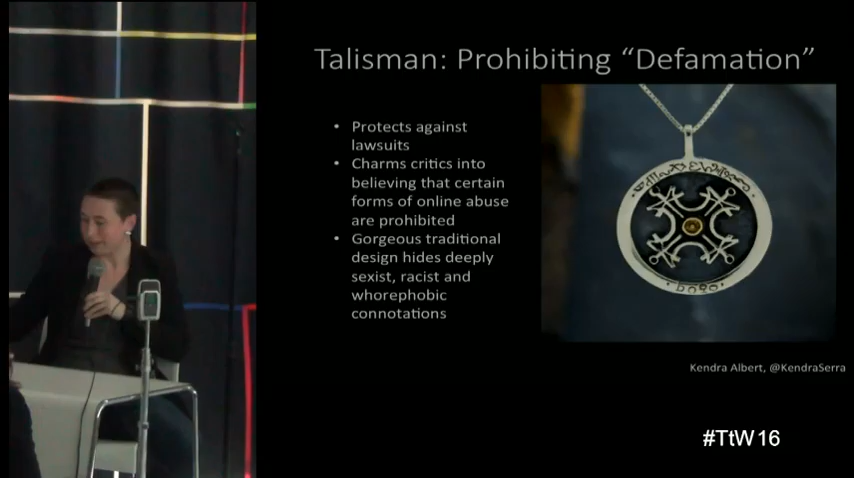 Talisman: Prohibiting “Defamation”
• Protects against
lawsuits
• Charms critics into
believing that certain
forms of online abuse
are prohibited
• Gorgeous traditional
design hides deeply
sexist, racist and
whorephobic
connotations
Kendra Albert, @KendraSerra
#TtW16